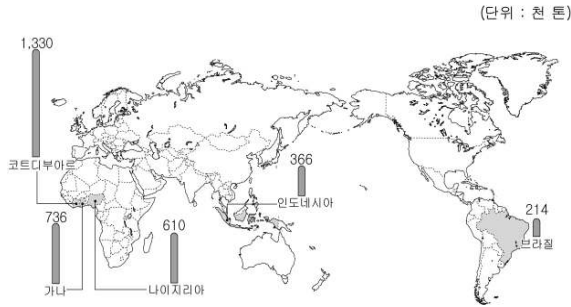 (단위 : 천 톤)
1,330
코트디부아르
366
인도네시아
214
브라질
736
가나
610
나이지리아